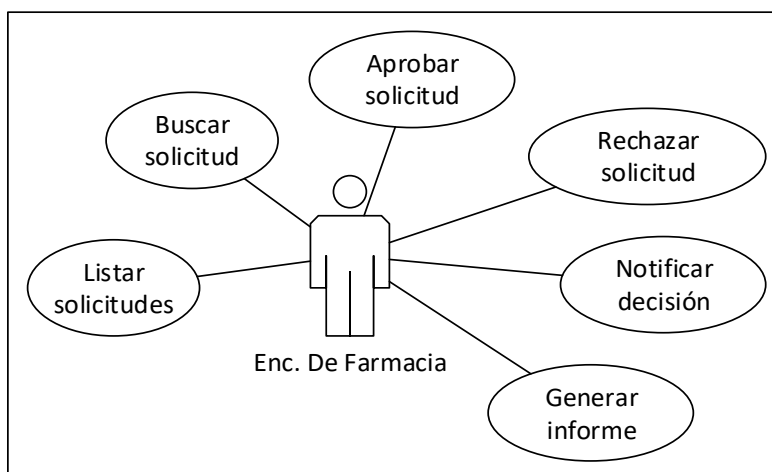 Aprobar
solicitud
Buscar
solicitud
Rechazar
solicitud
Listar
solicitudes
Notificar
decisión
Enc. De Farmacia
Generar
informe